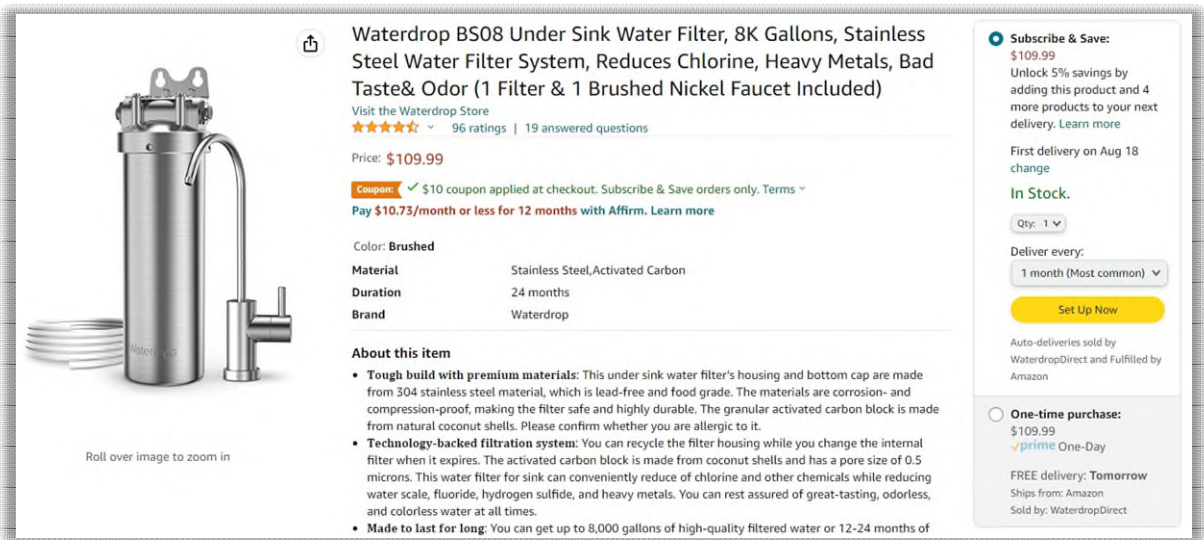 Waterdrop BS08 Under Sink Water Filter, 8K Gallons, Stainless
Steel Water Filter System, Reduces Chlorine, Heavy Metals, Bad
Taste& Odor (1 Filter & 1 Brushed Nickel Faucet Included)
Visit the Waterdrop Store
96 ratings | 19 answered questions
Price: $109.99
Coupon: $10 coupon applied at checkout. Subscribe & Save orders only. Terms
Pay $10.73/month or less for 12 months with Affirm. Learn more
Color: Brushed
Material Stainless Steel,Activated Carbon
Duration 24 months
Brand Waterdrop
About this item
• Tough build with premium materials: This under sink water filter's housing and bottom cap are made
from 304 stainless steel material, which is lead-free and food grade. The materials are corrosion- and
compression-proof, making the filter safe and highly durable. The granular activated carbon block is made
from natural coconut shells. Please confirm whether you are allergic to it.
• Technology-backed filtration system: You can recycle the filter housing while you change the internal
filter when it expires. The activated carbon block is made from coconut shells and has a pore size of 0.5
microns. This water filter for sink can conveniently reduce of chlorine and other chemicals while reducing
water scale, fluoride, hydrogen sulfide, and heavy metals. You can rest assured of great-tasting, odorless,
and colorless water at all times.
• Made to last for long: You can get up to 8,000 gallons of high-quality filtered water or 12-24 months of
Waterdrop
Roll over image to zoom in
Subscribe & Save:
$109.99
Unlock 5% savings by
adding this product and 4
more products to your next
delivery. Learn more
First delivery on Aug 18
change
In Stock.
Qty: 1
Deliver every:
1 month (Most common)
Set Up Now
Auto-deliveries sold by
WaterdropDirect and Fulfilled by
Amazon
One-time purchase:
$109.99
prime One-Day
FREE delivery: Tomorrow
Ships from: Amazon
Sold by: WaterdropDirect